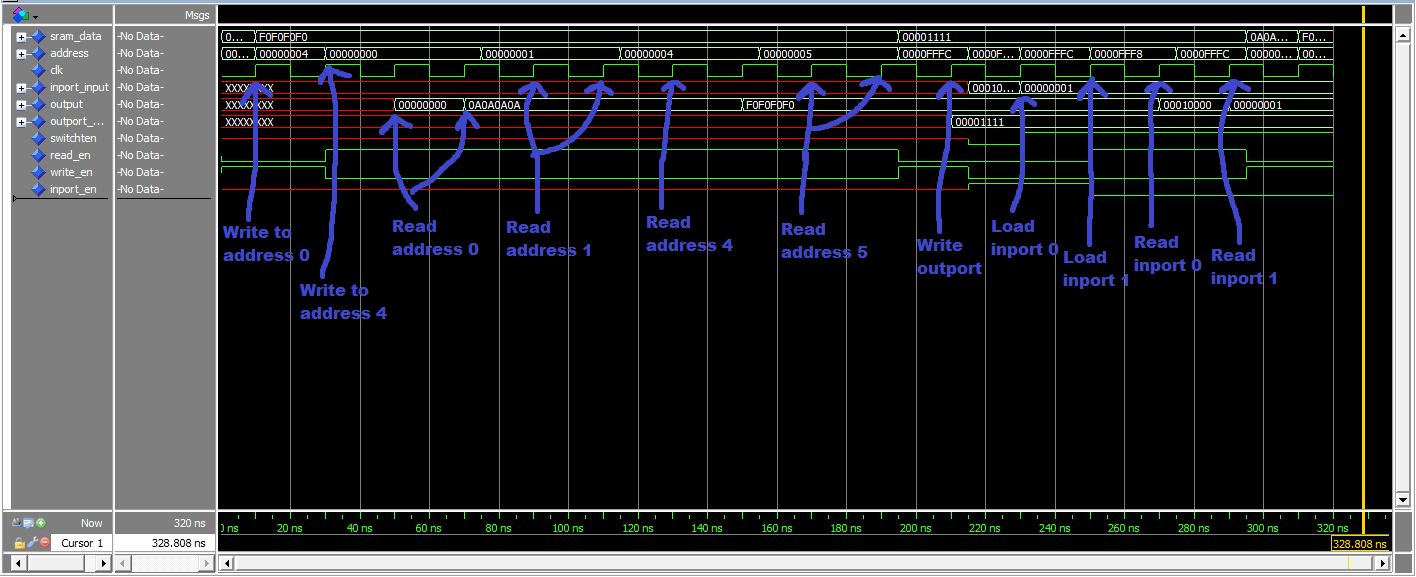 Msgs
sram_data -No Data- 0... F0F0F0F0 00001111 0A0A... F0...
address -No Data- 00... 00000004 00000000 00000001 00000004 00000005 0000FFFC 0000F... 0000FFFC 0000FFF8 0000FFFC 00000... 00...
clk -No Data-
inport_input -No Data- XXXXXXXX 00010... 00000001
output -No Data- XXXXXXXX 00000000 0A0A0A0A F0F0F0F0 00010000 00000001
outport_... -No Data- XXXXXXXX 00001111
switchten -No Data-
read_en -No Data-
write_en -No Data-
inport_en -No Data-
Write to
address 0
Write to
address 4
Read
address 0
Read
address 1
Read
address 4
Read
address 5
Write
outport
Load
inport 0
Load
inport 1
Read
inport 0
Read
inport 1
Now 320 ns
0 ns 20 ns 40 ns 60 ns 80 ns 100 ns 120 ns 140 ns 160 ns 180 ns 200 ns 220 ns 240 ns 260 ns 280 ns 300 ns 320 ns
Cursor 1 328.808 ns 328.808 ns